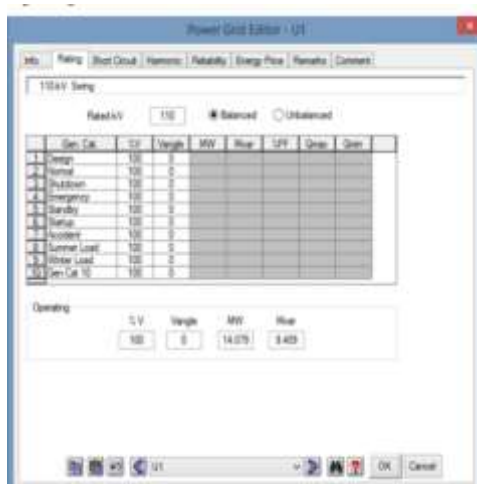 Power Grid Editor - U1
Info Rating Short Circuit Harmonic Reliability Energy Price Remarks Comment
110 kV Swing
Rated kV 110 Balanced Unbalanced
Gen. Cat. %V Vangle MW Mvar %PF Qmax Qmin
1 Design 100 0
2 Normal 100 0
3 Shutdown 100 0
4 Emergency 100 0
5 Standby 100 0
6 Startup 100 0
7 Accident 100 0
8 Summer Load 100 0
9 Winter Load 100 0
10 Gen Cat 10 100 0
Operating
% V Vangle MW Mvar
100 0 14.079 9.409
U1 ? OK Cancel